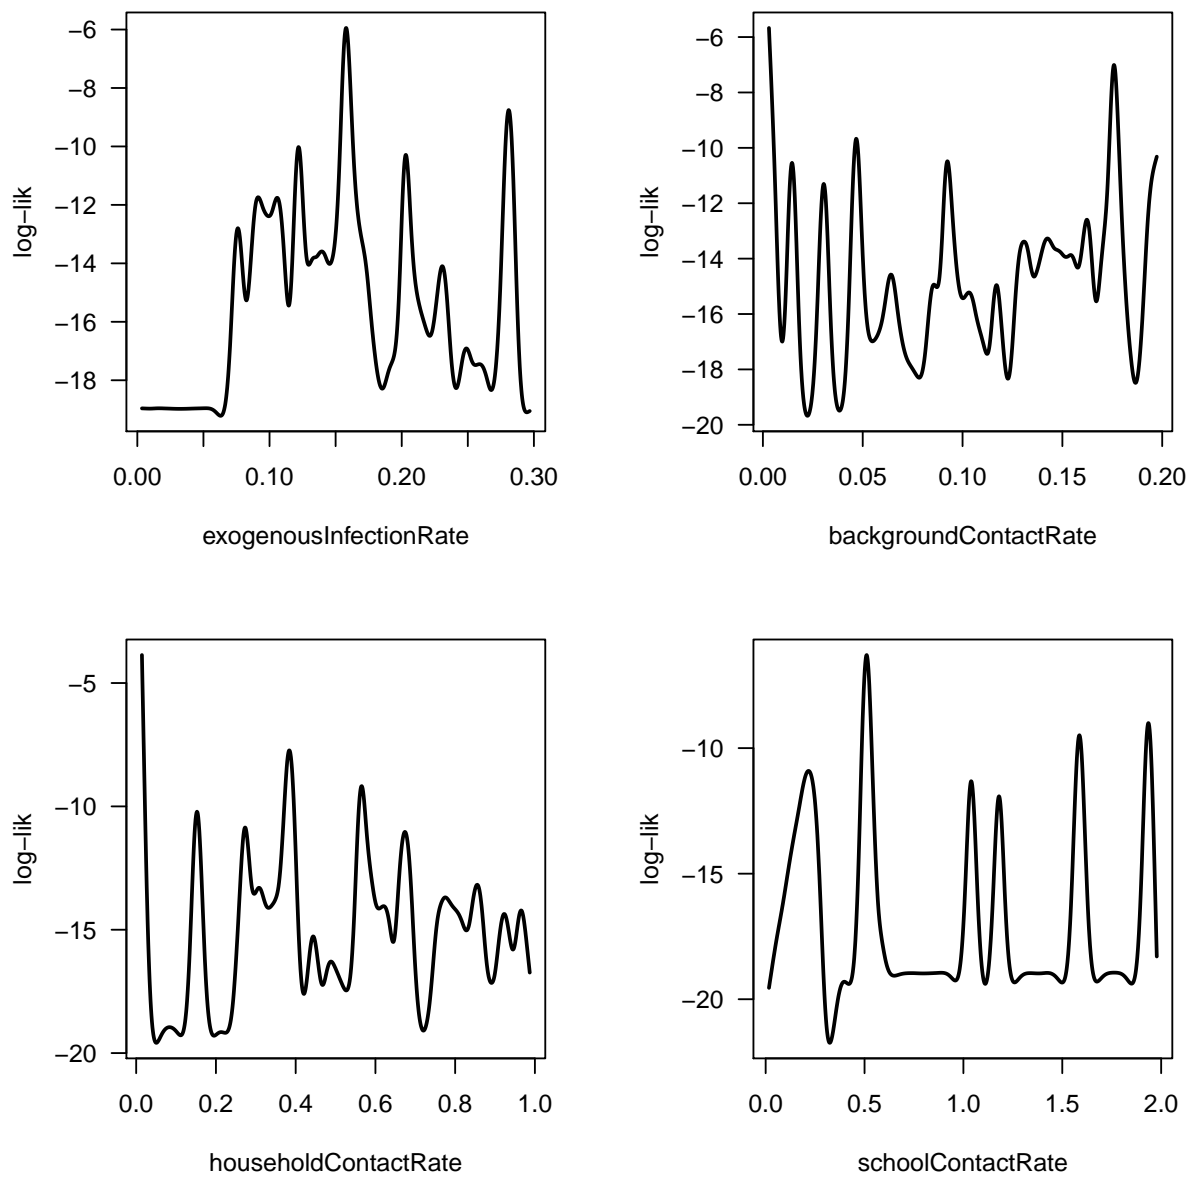 −6
−8
−10
−12
−14
−16
−18
log−lik
0.00 0.10 0.20 0.30
exogenousInfectionRate
−6
−8
−10
−12
−14
−16
−18
−20
log−lik
0.00 0.05 0.10 0.15 0.20
backgroundContactRate
−5
−10
−15
−20
log−lik
0.0 0.2 0.4 0.6 0.8 1.0
householdContactRate
−10
−15
−20
log−lik
0.0 0.5 1.0 1.5 2.0
schoolContactRate